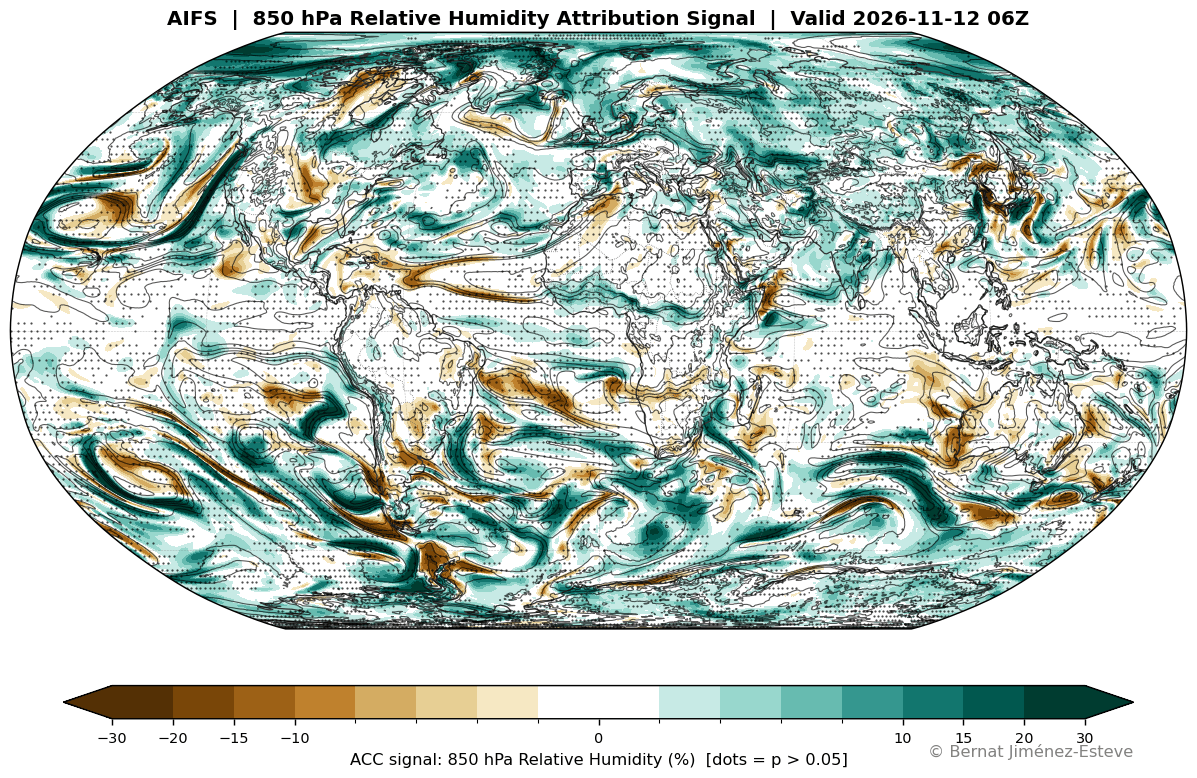 AIFS | 850 hPa Relative Humidity Attribution Signal | Valid 2026-11-12 06Z
−30 −20 −15 −10 0 10 15 20 30
ACC signal: 850 hPa Relative Humidity (%) [dots = p > 0.05]
© Bernat Jiménez-Esteve